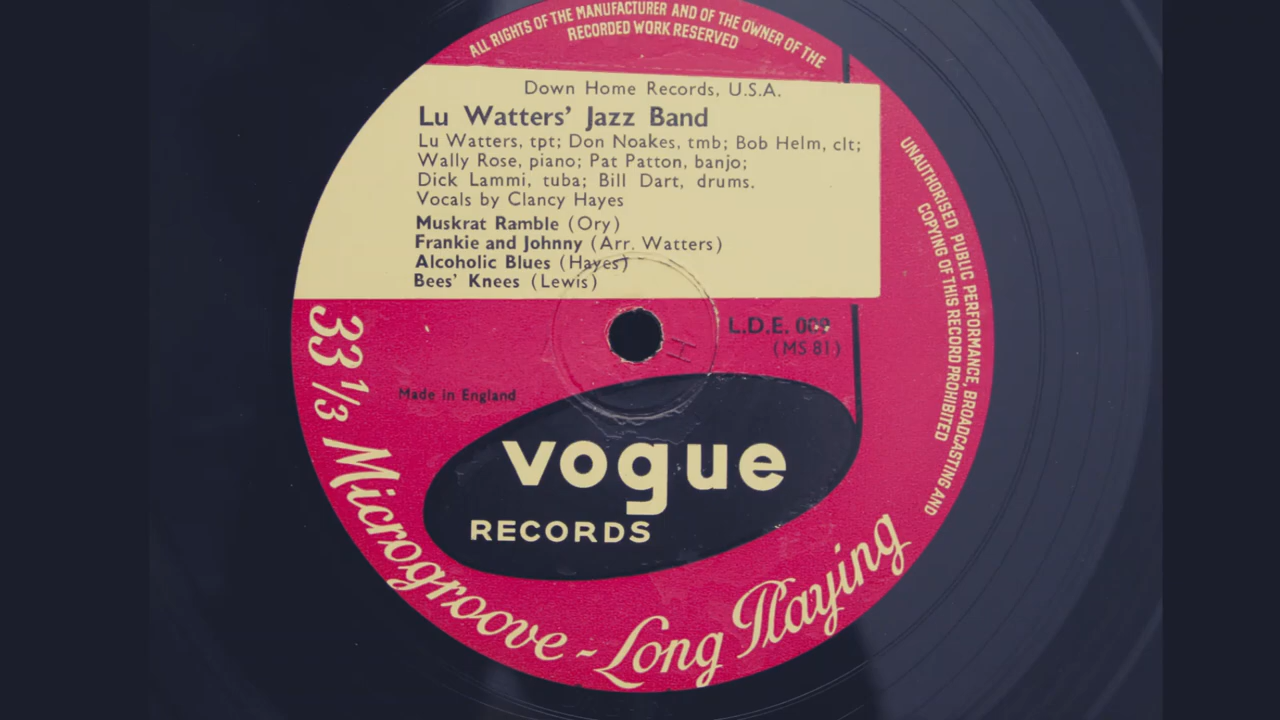 ALL RIGHTS OF THE MANUFACTURER AND OF THE OWNER OF THE
RECORDED WORK RESERVED
Down Home Records, U.S.A.
Lu Watters' Jazz Band
Lu Watters, tpt; Don Noakes, tmb; Bob Helm, clt;
Wally Rose, piano; Pat Patton, banjo;
Dick Lammi, tuba; Bill Dart, drums.
Vocals by Clancy Hayes
Muskrat Ramble (Ory)
Frankie and Johnny (Arr. Watters)
Alcoholic Blues (Hayes)
Bees' Knees (Lewis)
UNAUTHORISED PUBLIC PERFORMANCE, BROADCASTING AND
COPYING OF THIS RECORD PROHIBITED
L.D.E. 009
(MS 81)
H
Made in England
vogue
RECORDS
33 1/3 Microgroove - Long Playing